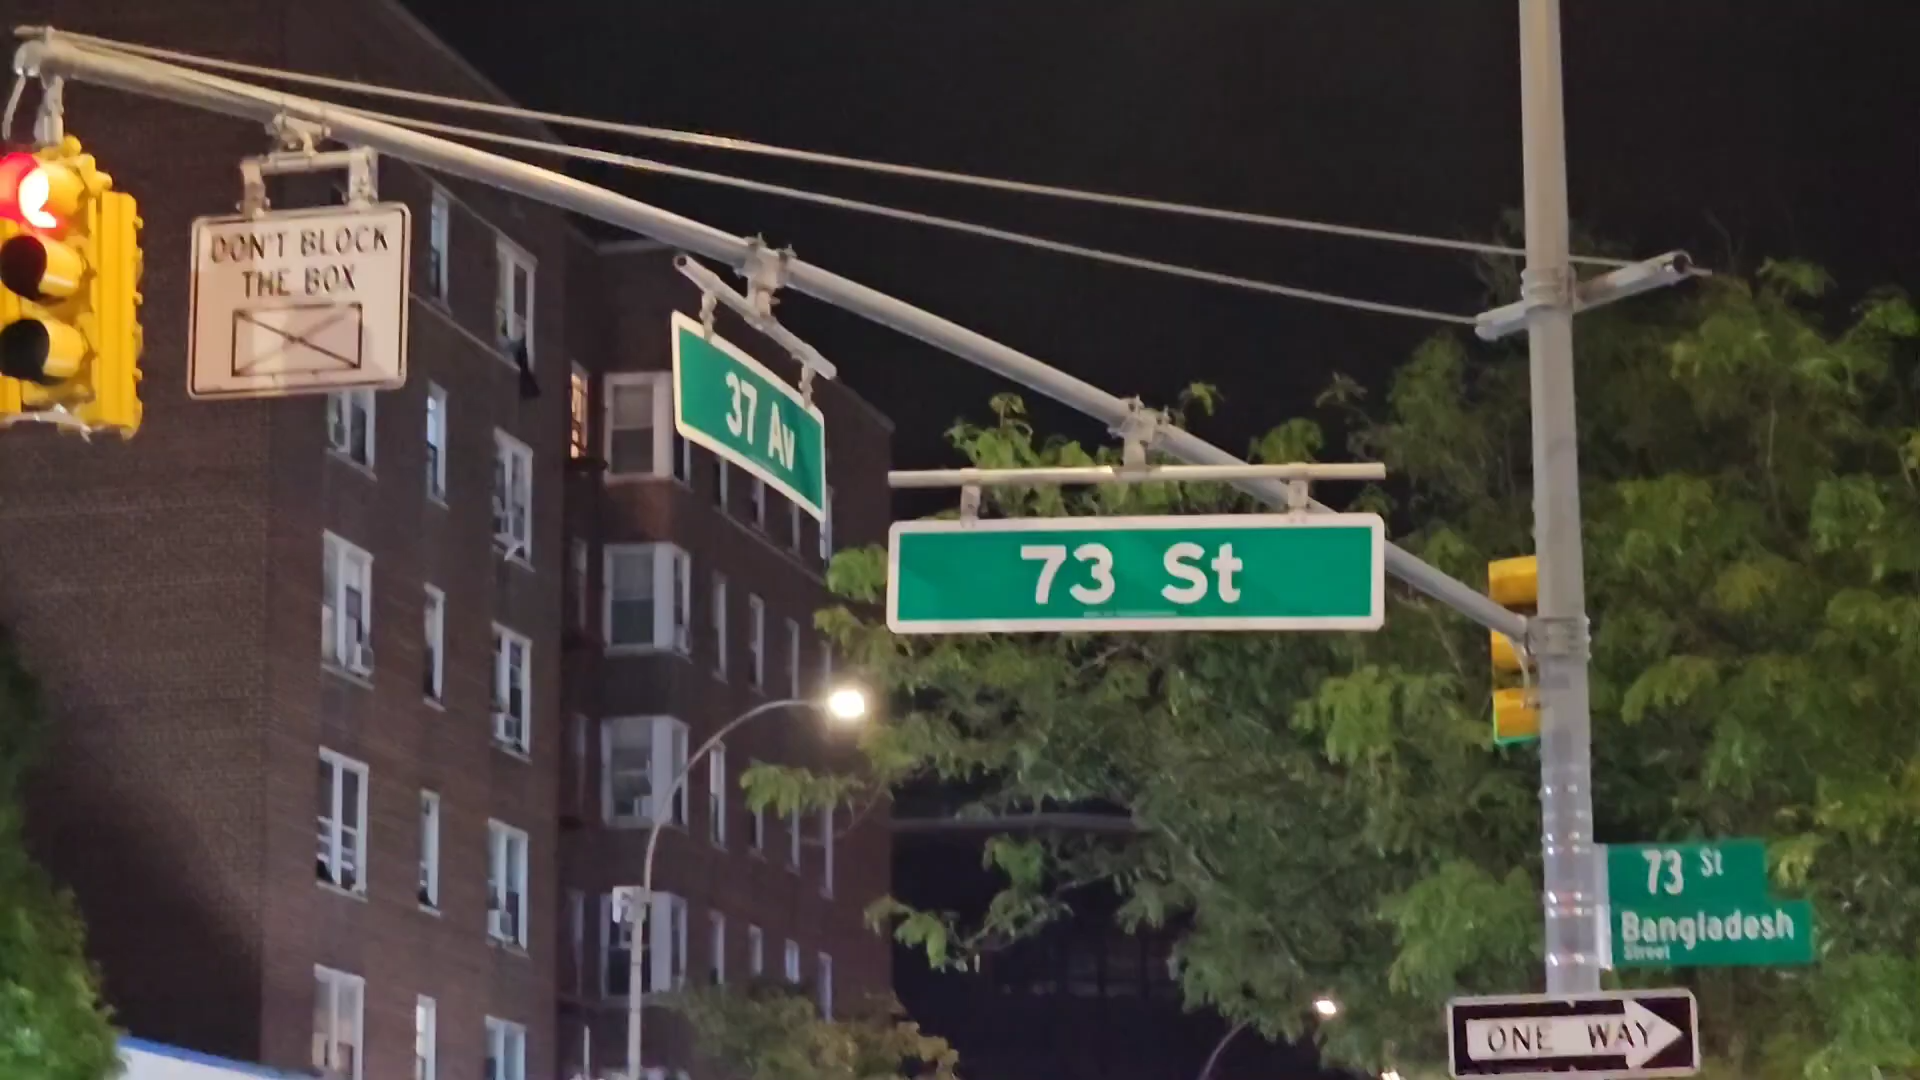 DON'T BLOCK
THE BOX
37 Av
73 St
73 St
Bangladesh
Street
ONE WAY